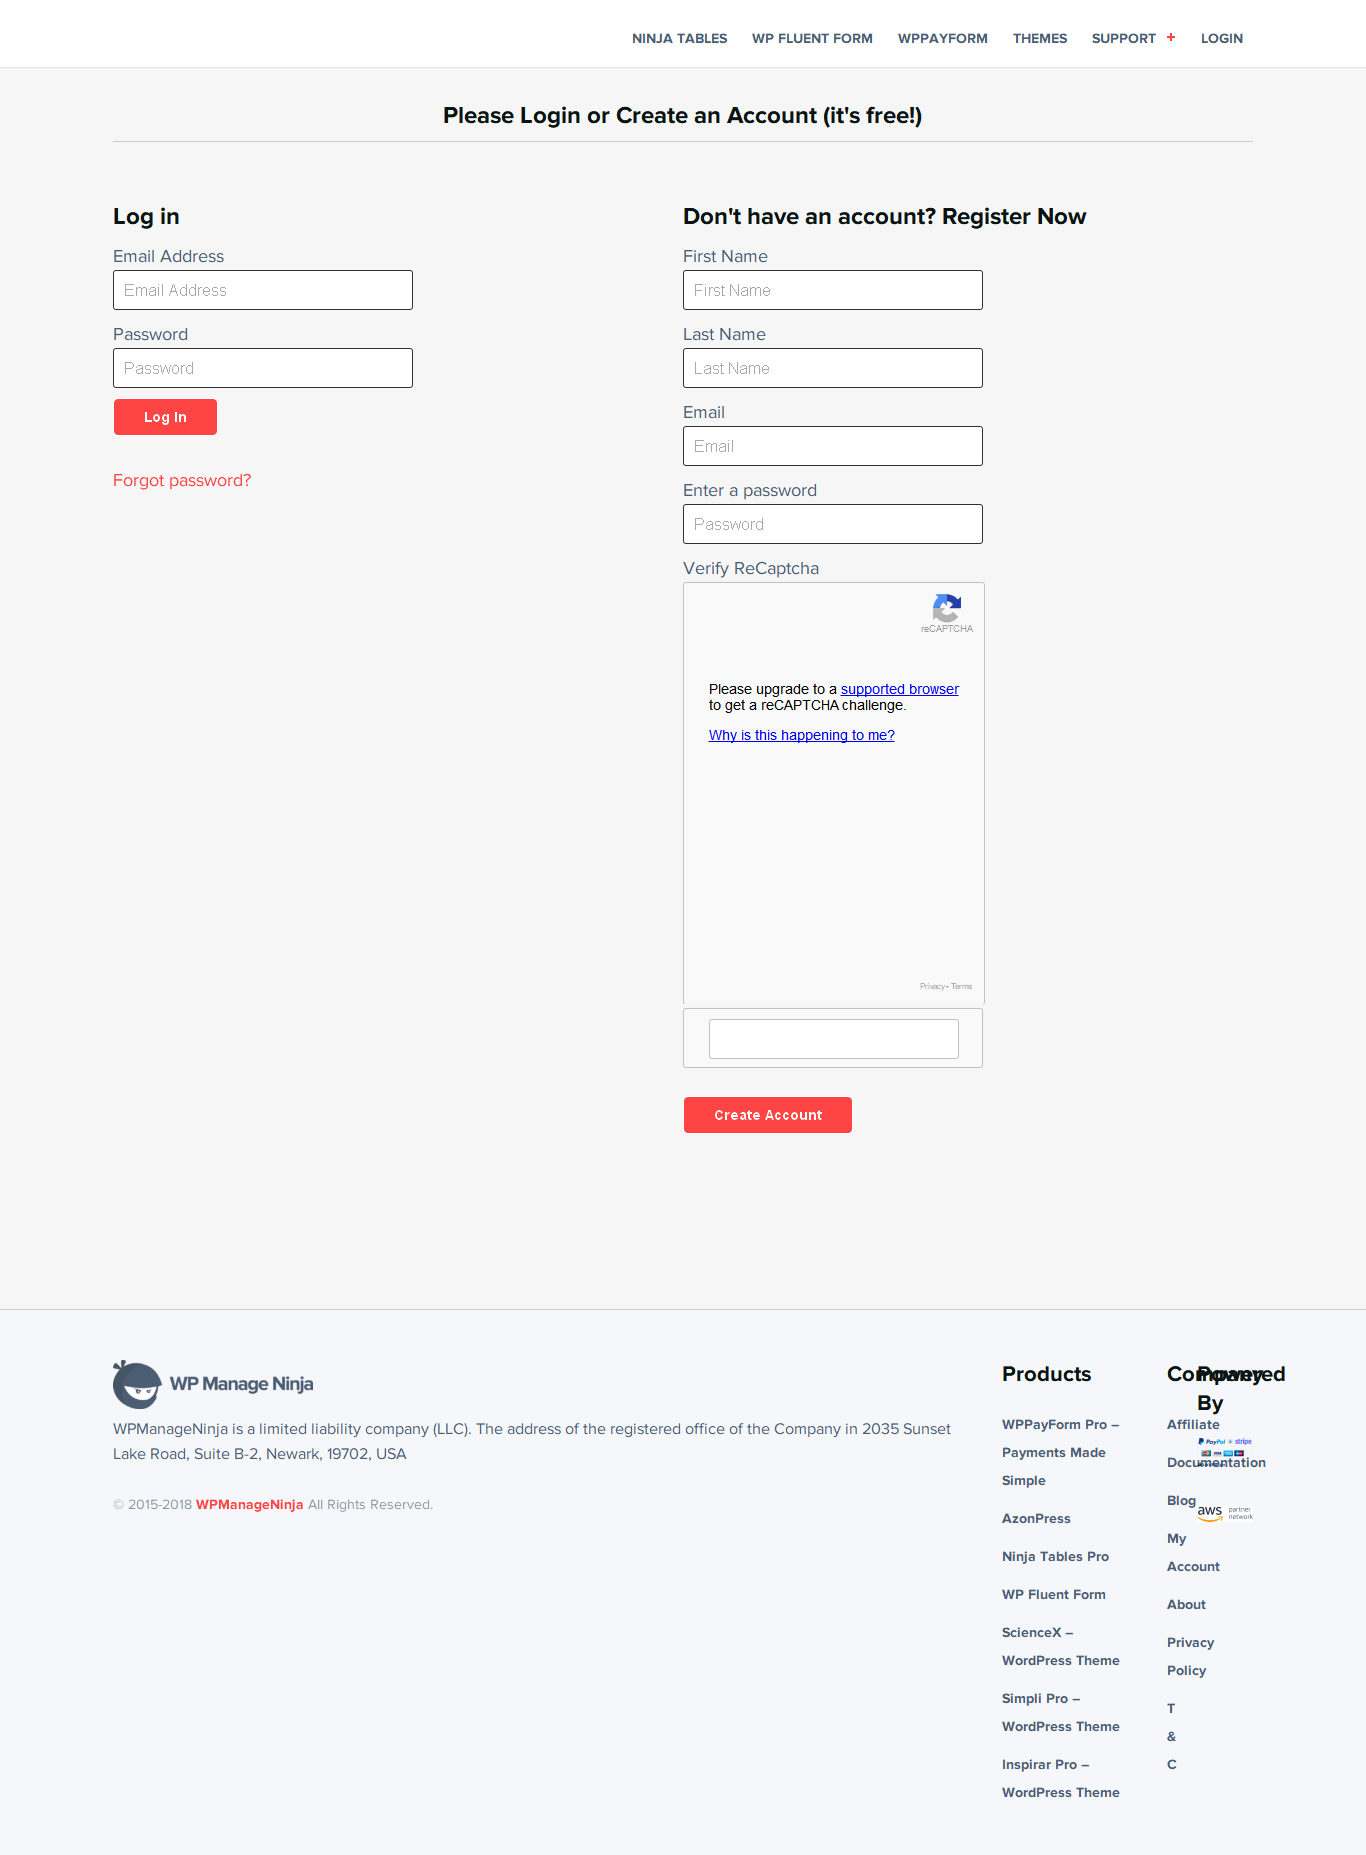 NINJA TABLES WP FLUENT FORM WPPAYFORM THEMES SUPPORT + LOGIN
Please Login or Create an Account (it's free!)
Log in
Email Address
Email Address
Password
Password
Log In
Forgot password?
Don't have an account? Register Now
First Name
First Name
Last Name
Last Name
Email
Email
Enter a password
Password
Verify ReCaptcha
reCAPTCHA
Please upgrade to a supported browser
to get a reCAPTCHA challenge.
Why is this happening to me?
Privacy - Terms
Create Account
WP Manage Ninja
WPManageNinja is a limited liability company (LLC). The address of the registered office of the Company in 2035 Sunset
Lake Road, Suite B-2, Newark, 19702, USA
© 2015-2018 WPManageNinja All Rights Reserved.
Products
WPPayForm Pro –
Payments Made
Simple
AzonPress
Ninja Tables Pro
WP Fluent Form
ScienceX –
WordPress Theme
Simpli Pro –
WordPress Theme
Inspirar Pro –
WordPress Theme
Company
Affiliate
Documentation
Blog
My
Account
About
Privacy
Policy
T
&
C
Powered
By
PayPal + stripe
aws partner
network